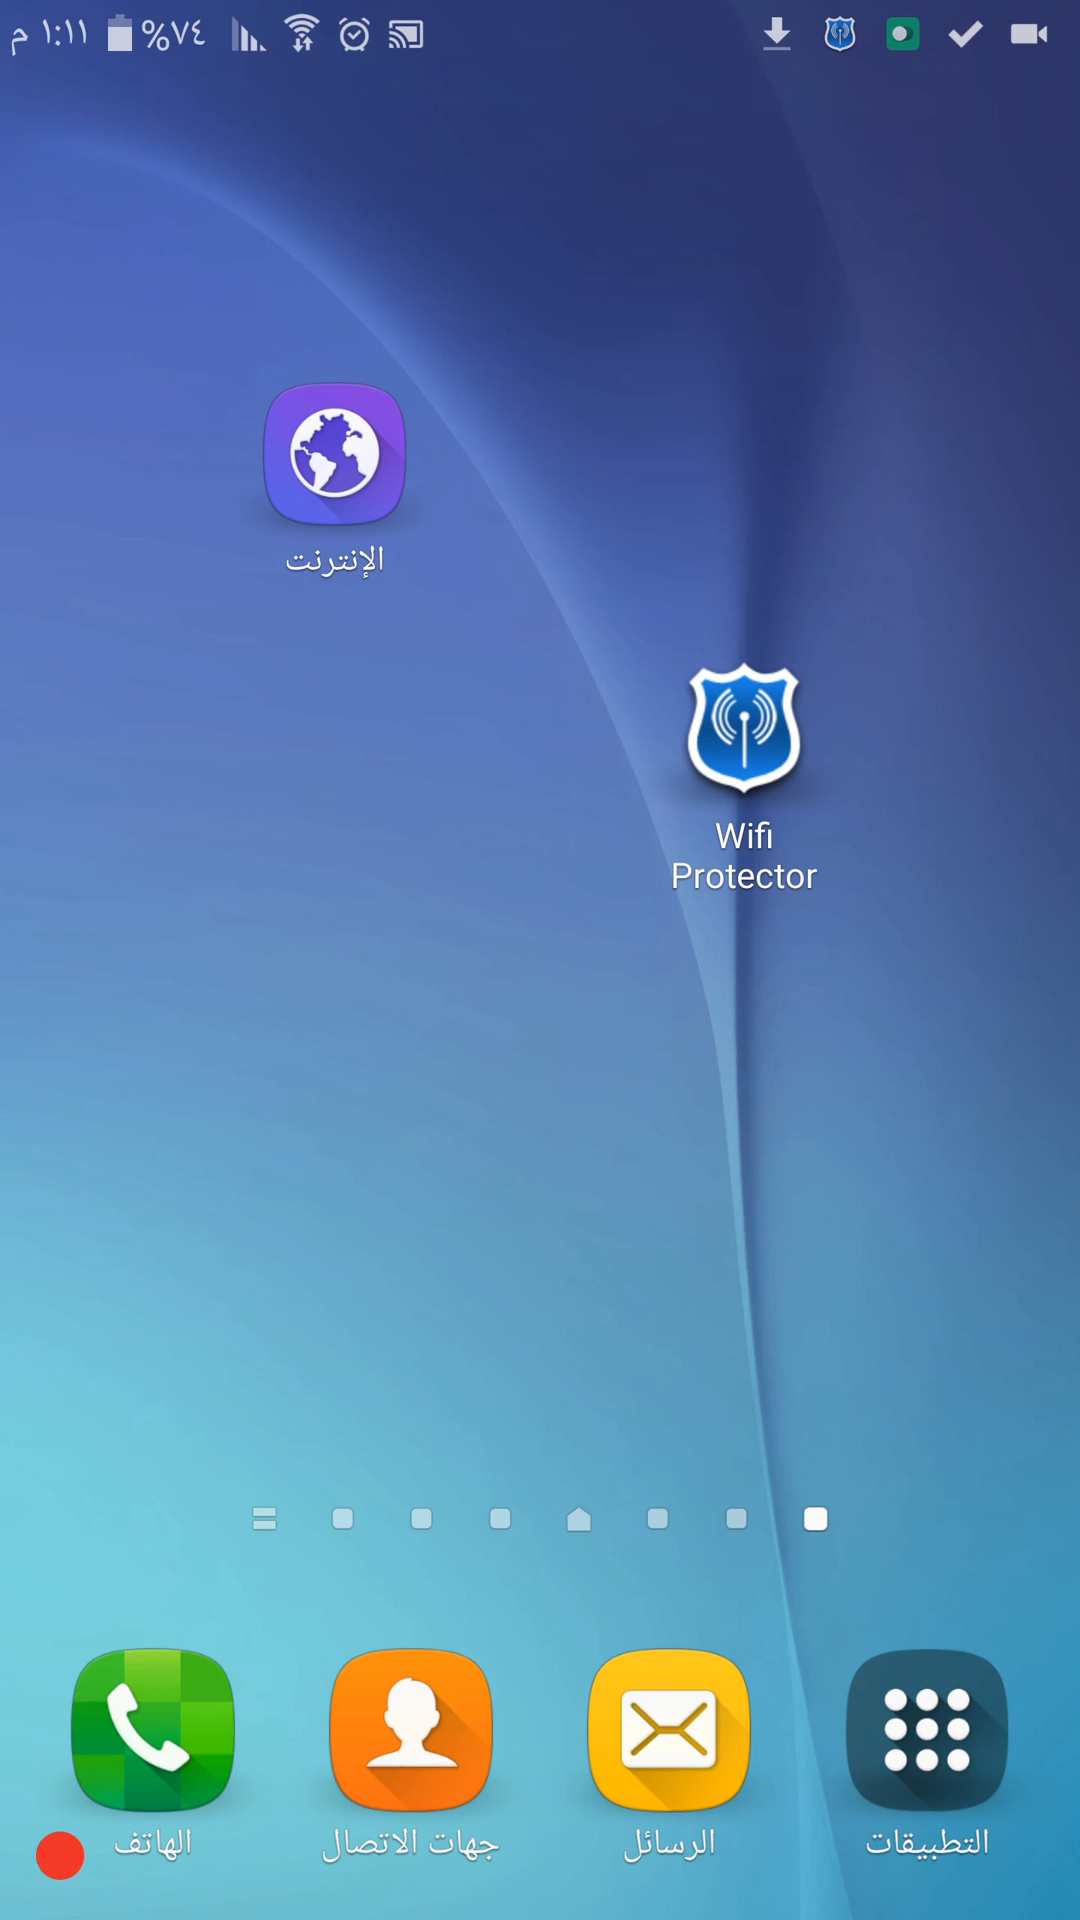 م ١:١١ %٧٤
الإنترنت
Wifi
Protector
الهاتف
جهات الاتصال
الرسائل
التطبيقات